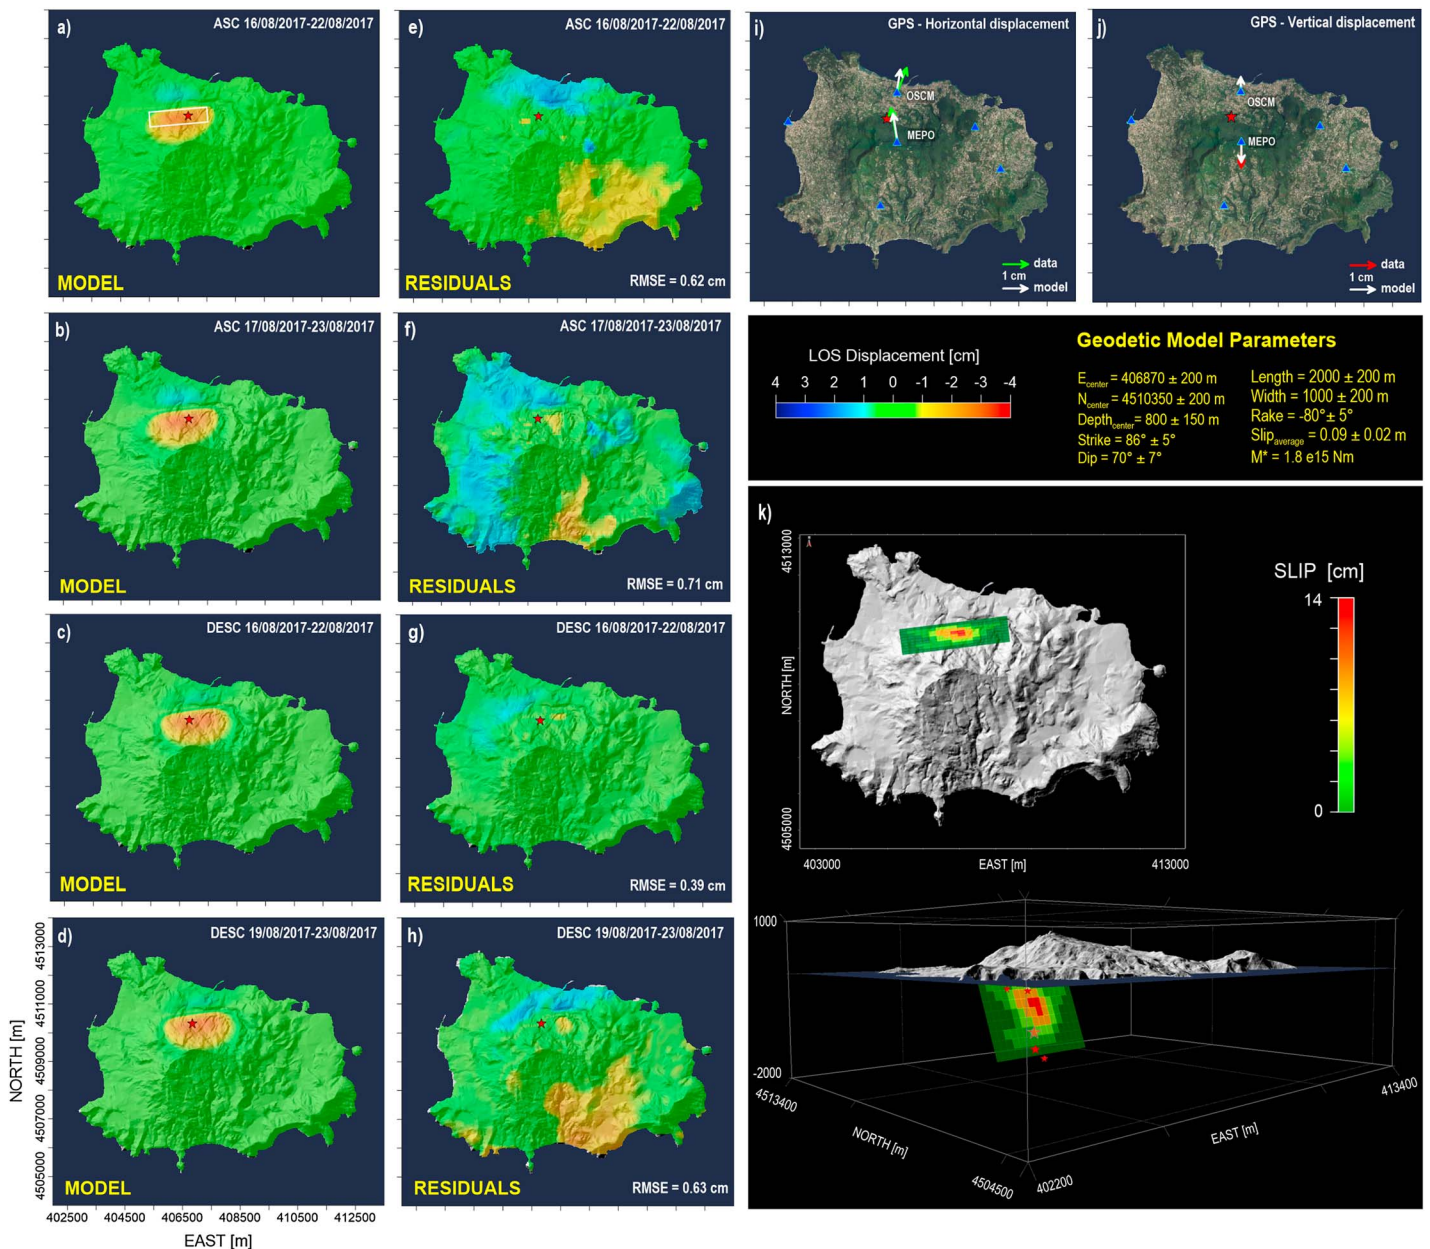 a)
ASC 16/08/2017-22/08/2017
MODEL
e)
ASC 16/08/2017-22/08/2017
RESIDUALS
RMSE = 0.62 cm
i)
GPS - Horizontal displacement
OSCM
MEPO
data
1 cm
model
j)
GPS - Vertical displacement
OSCM
MEPO
data
1 cm
model
b)
ASC 17/08/2017-23/08/2017
MODEL
f)
ASC 17/08/2017-23/08/2017
RESIDUALS
RMSE = 0.71 cm
LOS Displacement [cm]
4 3 2 1 0 -1 -2 -3 -4
Geodetic Model Parameters
Ecenter = 406870 ± 200 m
Ncenter = 4510350 ± 200 m
Depthcenter = 800 ± 150 m
Strike = 86° ± 5°
Dip = 70° ± 7°
Length = 2000 ± 200 m
Width = 1000 ± 200 m
Rake = -80°± 5°
Slipaverage = 0.09 ± 0.02 m
M* = 1.8 e15 Nm
c)
DESC 16/08/2017-22/08/2017
MODEL
g)
DESC 16/08/2017-22/08/2017
RESIDUALS
RMSE = 0.39 cm
d)
DESC 19/08/2017-23/08/2017
MODEL
NORTH [m]
4513000
4511000
4509000
4507000
4505000
402500 404500 406500 408500 410500 412500
EAST [m]
h)
DESC 19/08/2017-23/08/2017
RESIDUALS
RMSE = 0.63 cm
k)
4513000
NORTH [m]
4505000
403000
EAST [m]
413000
SLIP [cm]
14
0
1000
-2000
4513400
NORTH [m]
4504500
402200
EAST [m]
413400